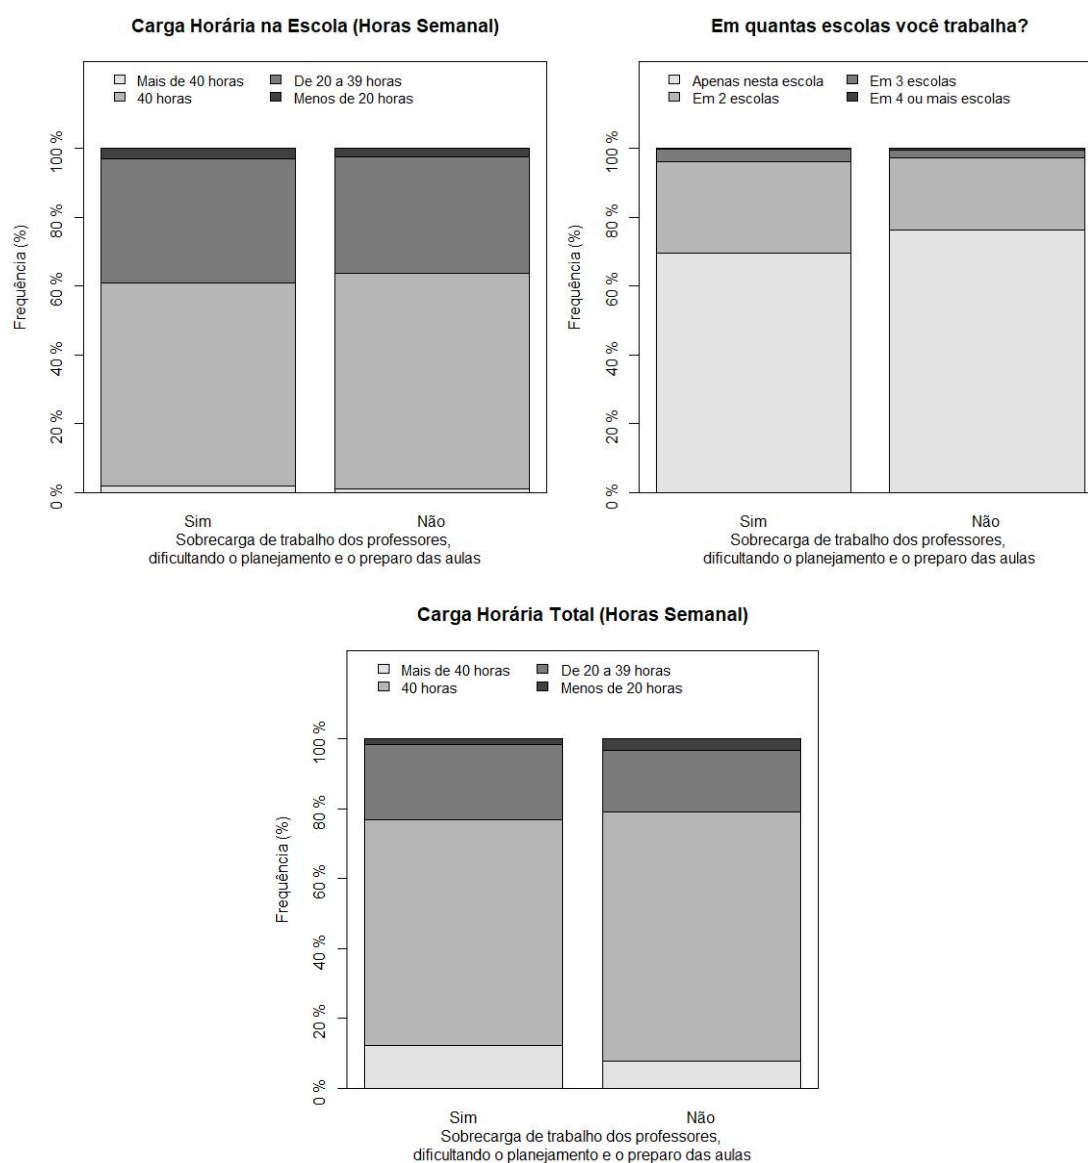 Carga Horária na Escola (Horas Semanal)
Mais de 40 horas
De 20 a 39 horas
40 horas
Menos de 20 horas
100 %
80 %
60 %
40 %
20 %
0 %
Frequência (%)
Sim
Não
Sobrecarga de trabalho dos professores,
dificultando o planejamento e o preparo das aulas
Em quantas escolas você trabalha?
Apenas nesta escola
Em 3 escolas
Em 2 escolas
Em 4 ou mais escolas
100 %
80 %
60 %
40 %
20 %
0 %
Frequência (%)
Sim
Não
Sobrecarga de trabalho dos professores,
dificultando o planejamento e o preparo das aulas
Carga Horária Total (Horas Semanal)
Mais de 40 horas
De 20 a 39 horas
40 horas
Menos de 20 horas
100 %
80 %
60 %
40 %
20 %
0 %
Frequência (%)
Sim
Não
Sobrecarga de trabalho dos professores,
dificultando o planejamento e o preparo das aulas